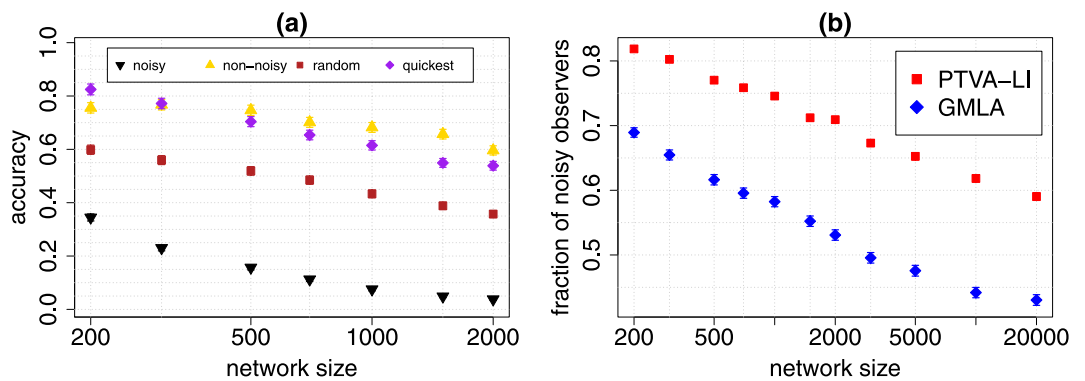 (a)
1.0
0.8
0.6
0.4
0.2
0.0
accuracy
noisy non−noisy random quickest
200 500 1000 2000
network size
(b)
0.8
0.7
0.6
0.5
fraction of noisy observers
PTVA−LI
GMLA
200 500 2000 5000 20000
network size